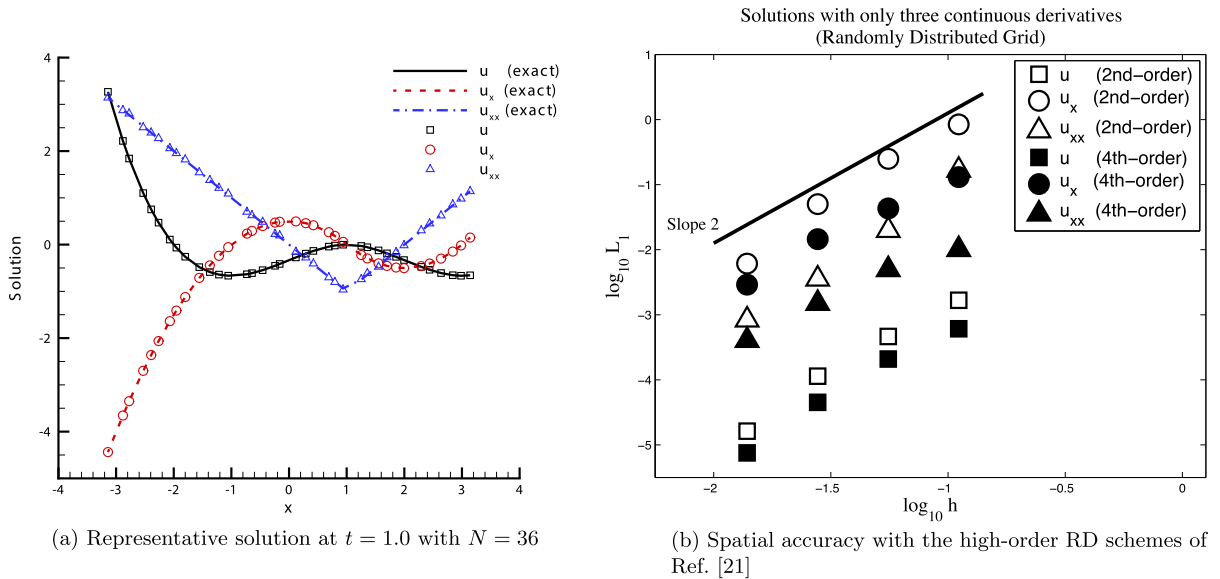 4
2
0
-2
-4
-4
-3
-2
-1
0
1
2
3
4
Solution
x
u (exact)
u_x (exact)
u_xx (exact)
u
u_x
u_xx
(a) Representative solution at t = 1.0 with N = 36
Solutions with only three continuous derivatives
(Randomly Distributed Grid)
1
0
−1
−2
−3
−4
−5
−2
−1.5
−1
−0.5
0
log10 L1
log10 h
Slope 2
u (2nd−order)
u_x (2nd−order)
u_xx (2nd−order)
u (4th−order)
u_x (4th−order)
u_xx (4th−order)
(b) Spatial accuracy with the high-order RD schemes of
Ref. [21]